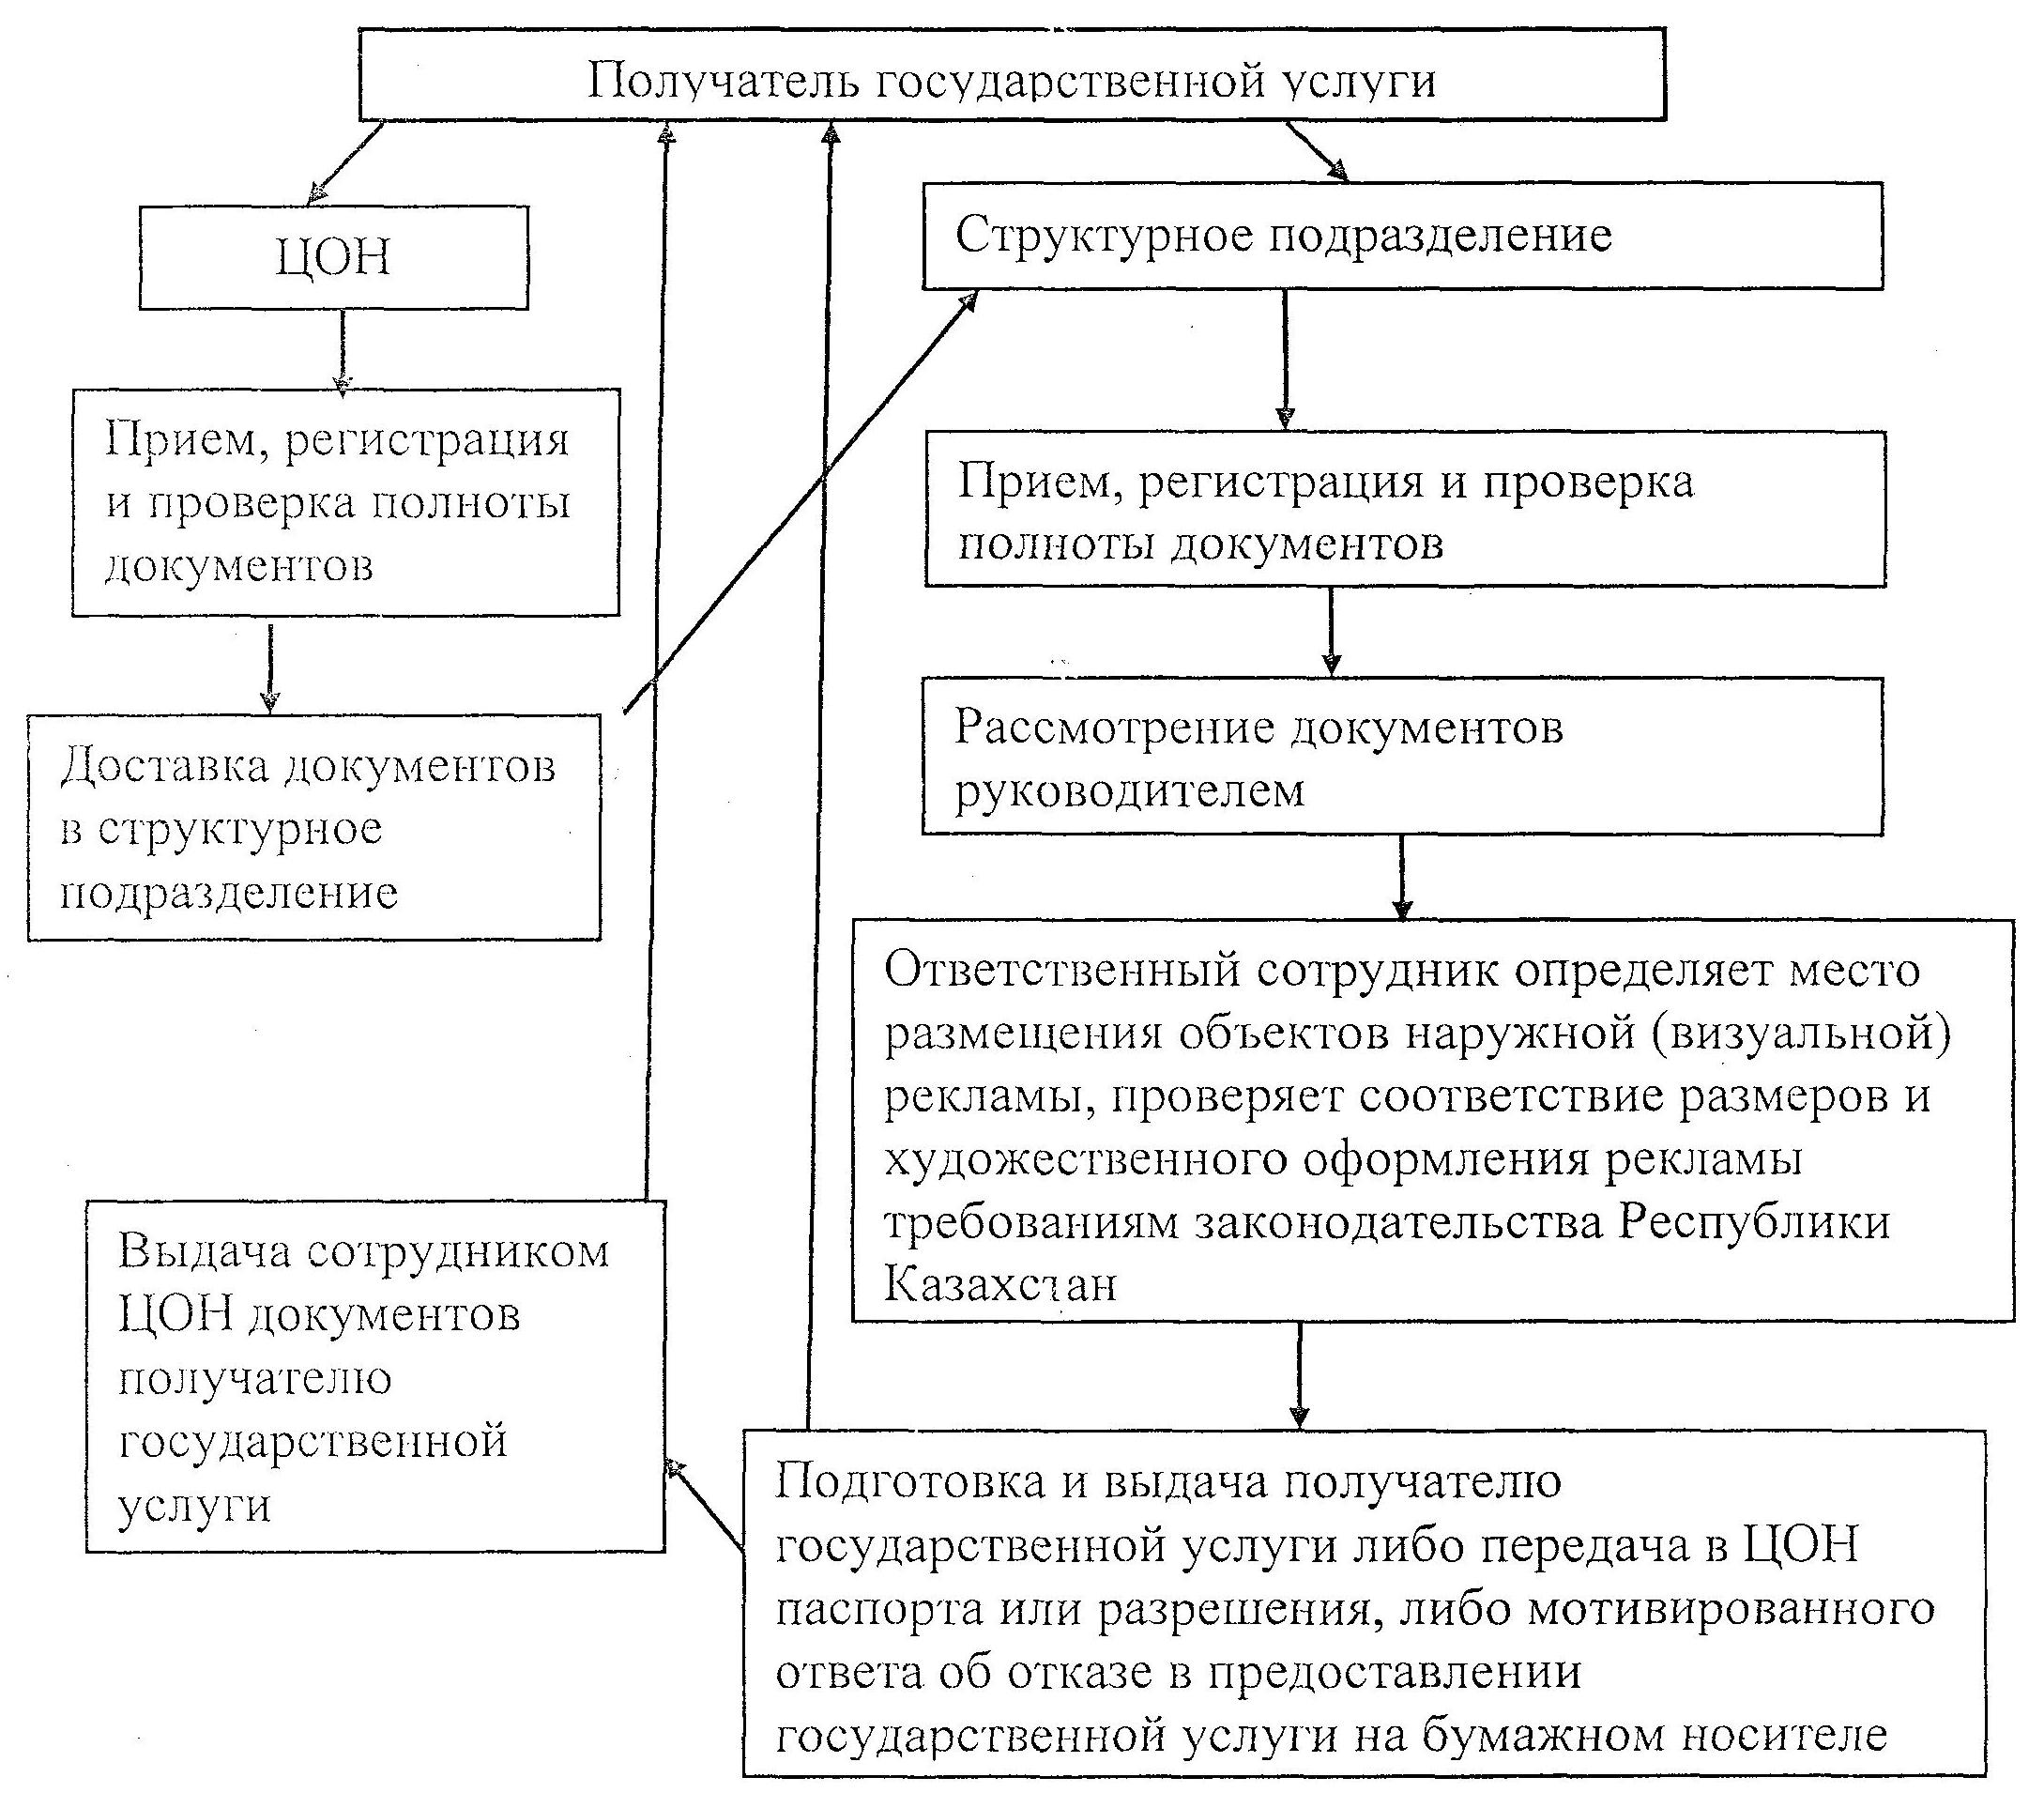 Получатель государственной услуги
ЦОН
Структурное подразделение
Прием, регистрация
и проверка полноты
документов
Прием, регистрация и проверка
полноты документов
Доставка документов
в структурное
подразделение
Рассмотрение документов
руководителем
Ответственный сотрудник определяет место
размещения объектов наружной (визуальной)
рекламы, проверяет соответствие размеров и
художественного оформления рекламы
требованиям законодательства Республики
Казахстан
Выдача сотрудником
ЦОН документов
получателю
государственной
услуги
Подготовка и выдача получателю
государственной услуги либо передача в ЦОН
паспорта или разрешения, либо мотивированного
ответа об отказе в предоставлении
государственной услуги на бумажном носителе